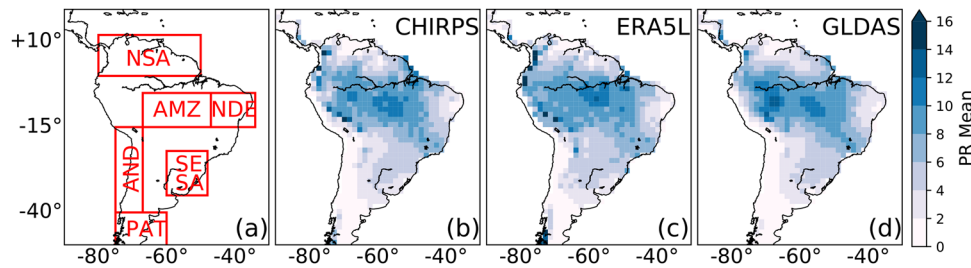 +10°
-15°
-40°
NSA
AMZ
NDE
AND
SE
SA
PAT
(a)
CHIRPS
(b)
ERA5L
(c)
GLDAS
(d)
-80° -60° -40°
-80° -60° -40°
-80° -60° -40°
-80° -60° -40°
16
14
12
10
8
6
4
2
0
PR Mean